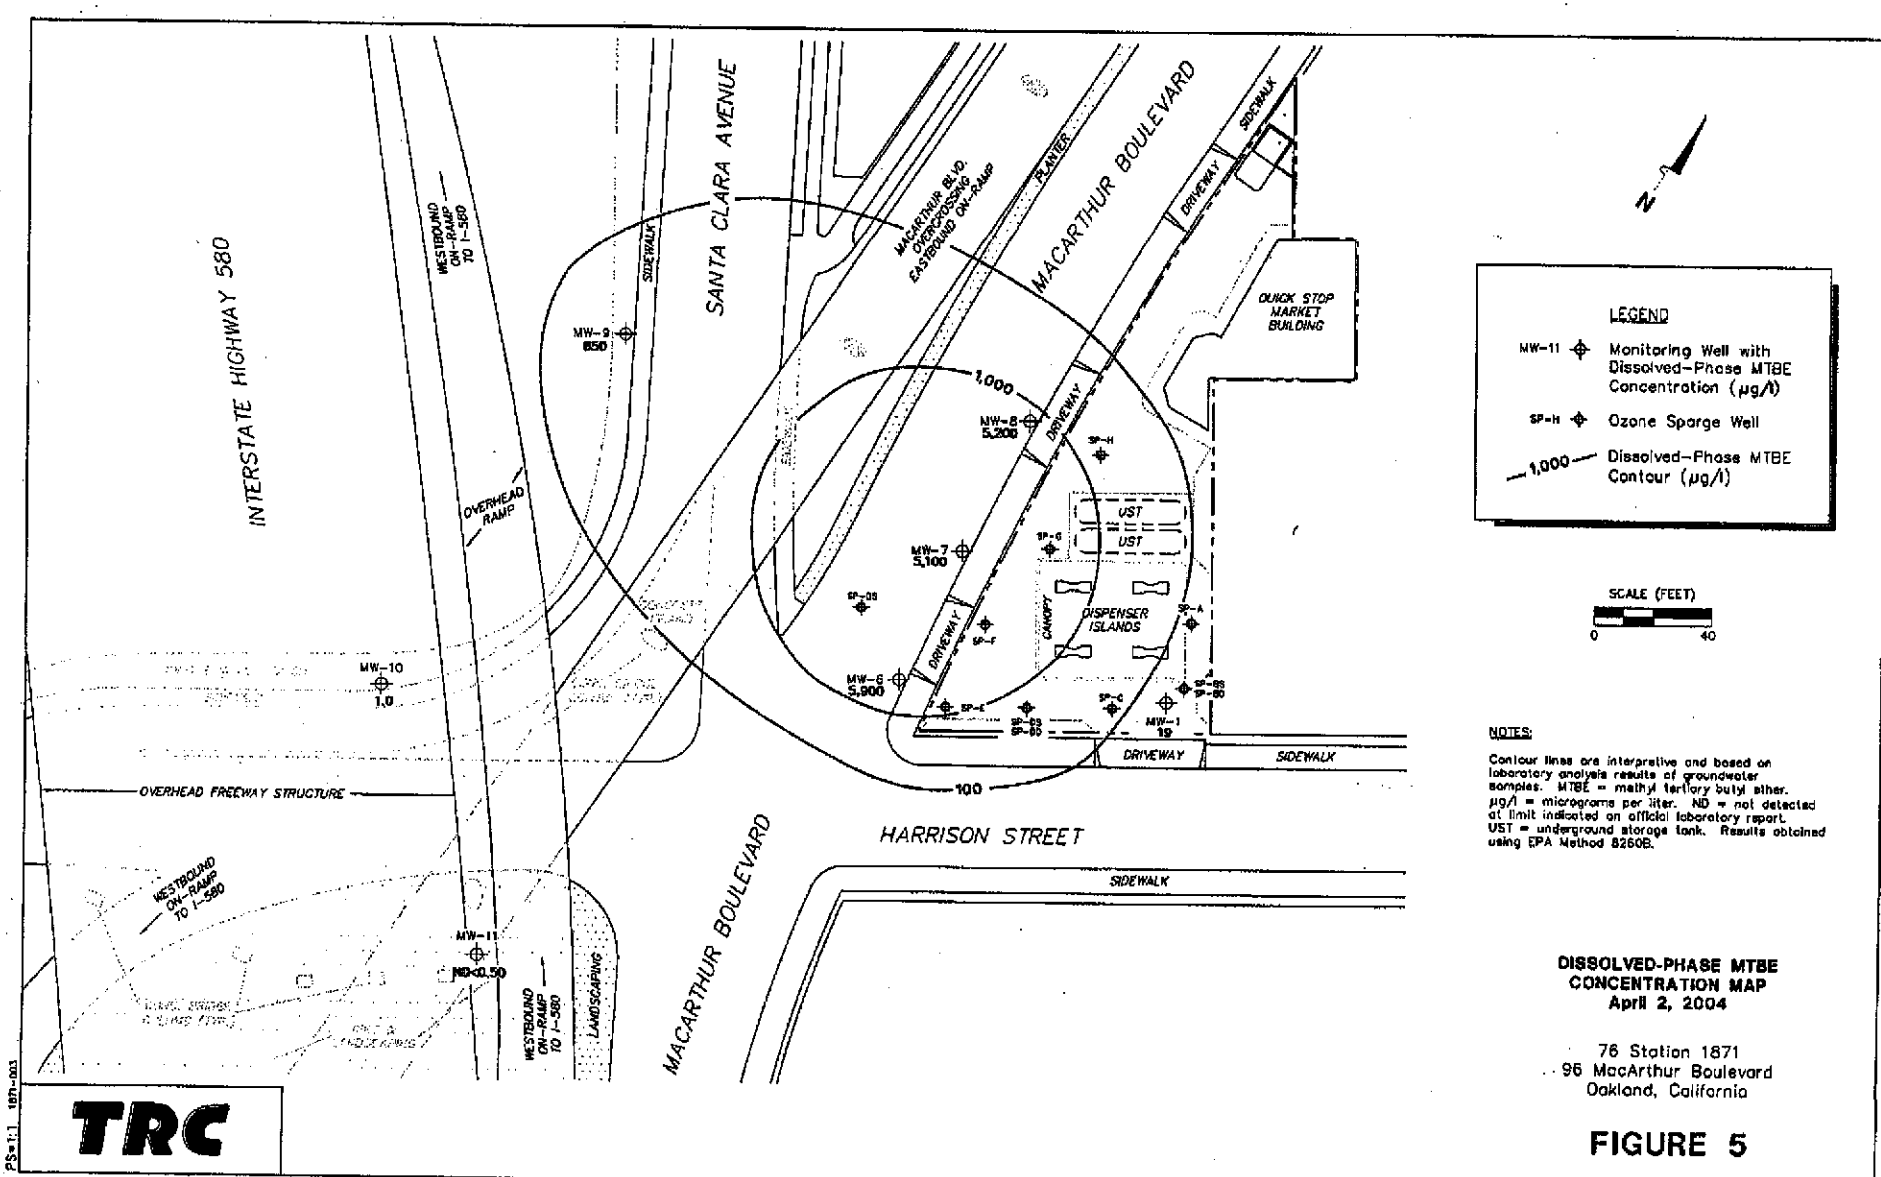 INTERSTATE HIGHWAY 580
WESTBOUND
ON-RAMP
TO I-580
SIDEWALK
SANTA CLARA AVENUE
MACARTHUR BLVD.
OVERCROSSING
EASTBOUND ON-RAMP
PLANTER
MACARTHUR BOULEVARD
SIDEWALK
DRIVEWAY
QUICK STOP
MARKET
BUILDING
MW-9
850
1,000
MW-8
5,200
DRIVEWAY
SP-H
OVERHEAD
RAMP
UST
UST
SP-G
MW-7
5,100
SP-DS
SP-F
CANOPY
DISPENSER
ISLANDS
SP-A
DRIVEWAY
MW-10
1.0
MW-6
5,900
SP-E
SP-C
MW-1
19
DRIVEWAY
SIDEWALK
100
OVERHEAD FREEWAY STRUCTURE
HARRISON STREET
SIDEWALK
WESTBOUND
ON-RAMP
TO I-580
MW-11
ND<0.50
WESTBOUND
ON-RAMP
TO I-580
LANDSCAPING
MACARTHUR BOULEVARD
N
LEGEND
MW-11
Monitoring Well with
Dissolved-Phase MTBE
Concentration (µg/l)
SP-H
Ozone Sparge Well
1,000
Dissolved-Phase MTBE
Contour (µg/l)
SCALE (FEET)
0 40
NOTES:
Contour lines are interpretive and based on
laboratory analysis results of groundwater
samples. MTBE = methyl tertiary butyl ether.
µg/l = micrograms per liter. ND = not detected
at limit indicated on official laboratory report.
UST = underground storage tank. Results obtained
using EPA Method 8260B.
DISSOLVED-PHASE MTBE
CONCENTRATION MAP
April 2, 2004
76 Station 1871
96 MacArthur Boulevard
Oakland, California
FIGURE 5
PS=1:1 1871-003
TRC